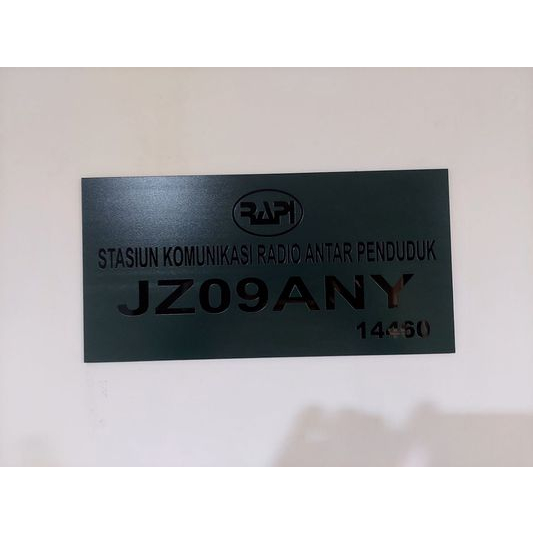 RAPI
STASIUN KOMUNIKASI RADIO ANTAR PENDUDUK
JZ09ANY
14460